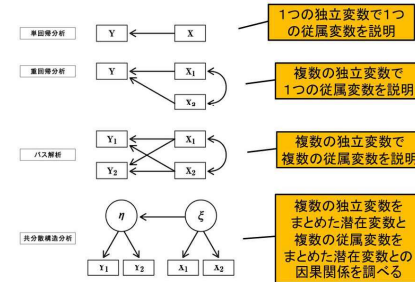 単回帰分析
Y
X
1つの独立変数で1つ
の従属変数を説明
重回帰分析
Y
X₁
X₂
複数の独立変数で
1つの従属変数を説明
パス解析
Y₁
X₁
Y₂
X₂
複数の独立変数で
複数の従属変数を説明
共分散構造分析
η
ξ
Y₁
Y₂
X₁
X₂
複数の独立変数を
まとめた潜在変数と
複数の従属変数を
まとめた潜在変数との
因果関係を調べる